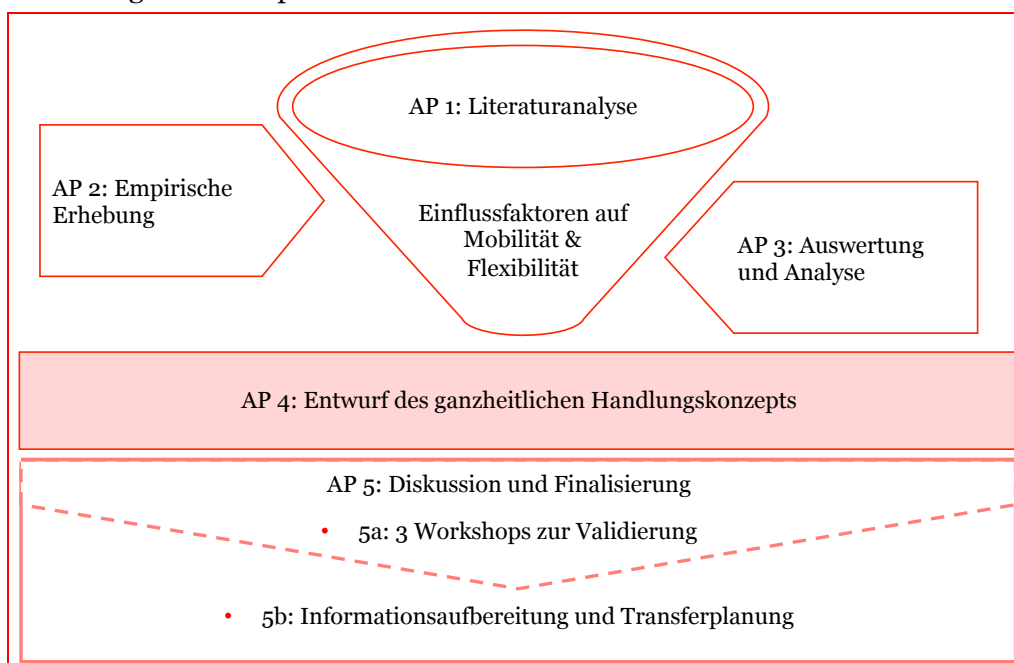 AP 1: Literaturanalyse
AP 2: Empirische
Erhebung
Einflussfaktoren auf
Mobilität &
Flexibilität
AP 3: Auswertung
und Analyse
AP 4: Entwurf des ganzheitlichen Handlungskonzepts
AP 5: Diskussion und Finalisierung
• 5a: 3 Workshops zur Validierung
• 5b: Informationsaufbereitung und Transferplanung